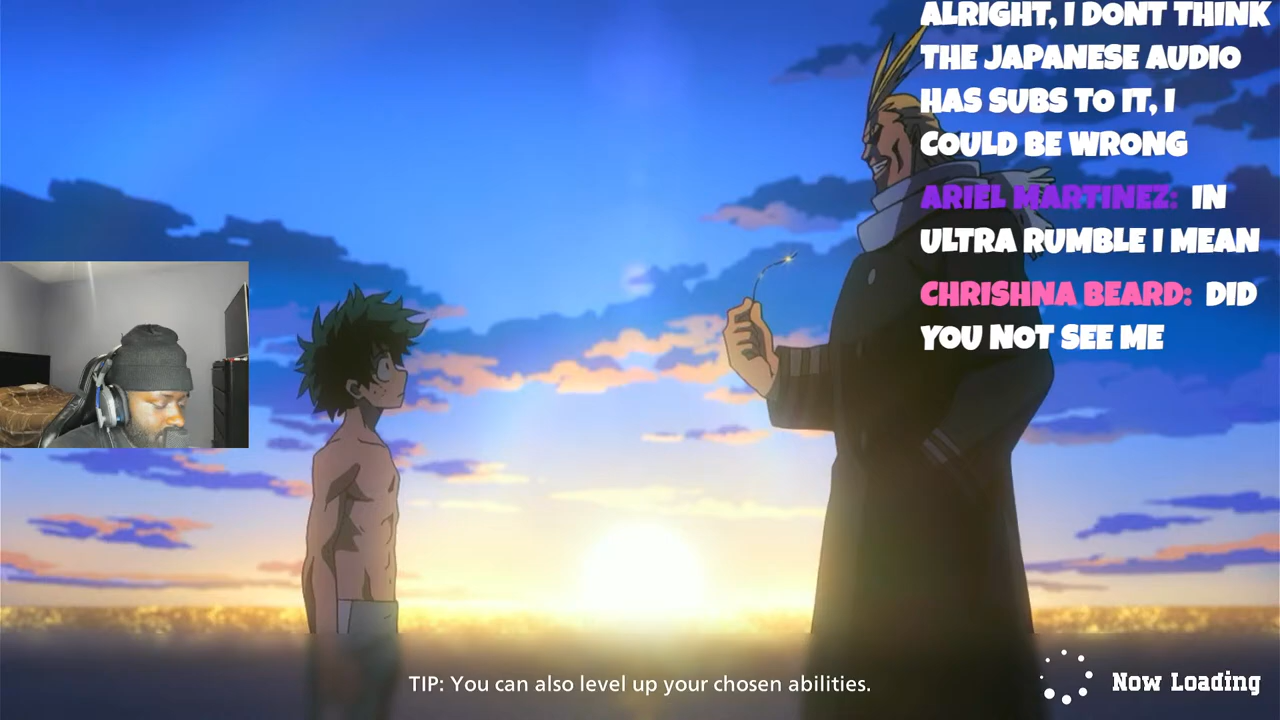 ALRIGHT, I DONT THINK
THE JAPANESE AUDIO
HAS SUBS TO IT, I
COULD BE WRONG
ARIEL MARTINEZ: IN
ULTRA RUMBLE I MEAN
CHRISHNA BEARD: DID
YOU NOT SEE ME
TIP: You can also level up your chosen abilities.
Now Loading